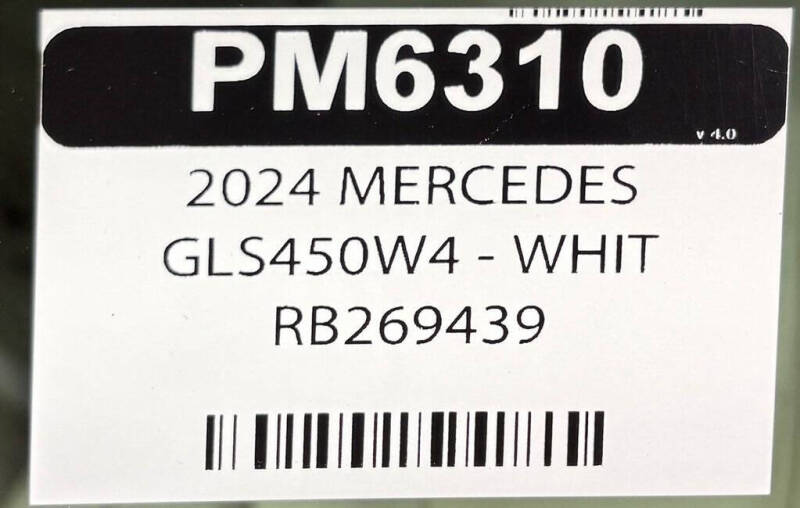 PM6310
v 4.0
2024 MERCEDES
GLS450W4 - WHIT
RB269439